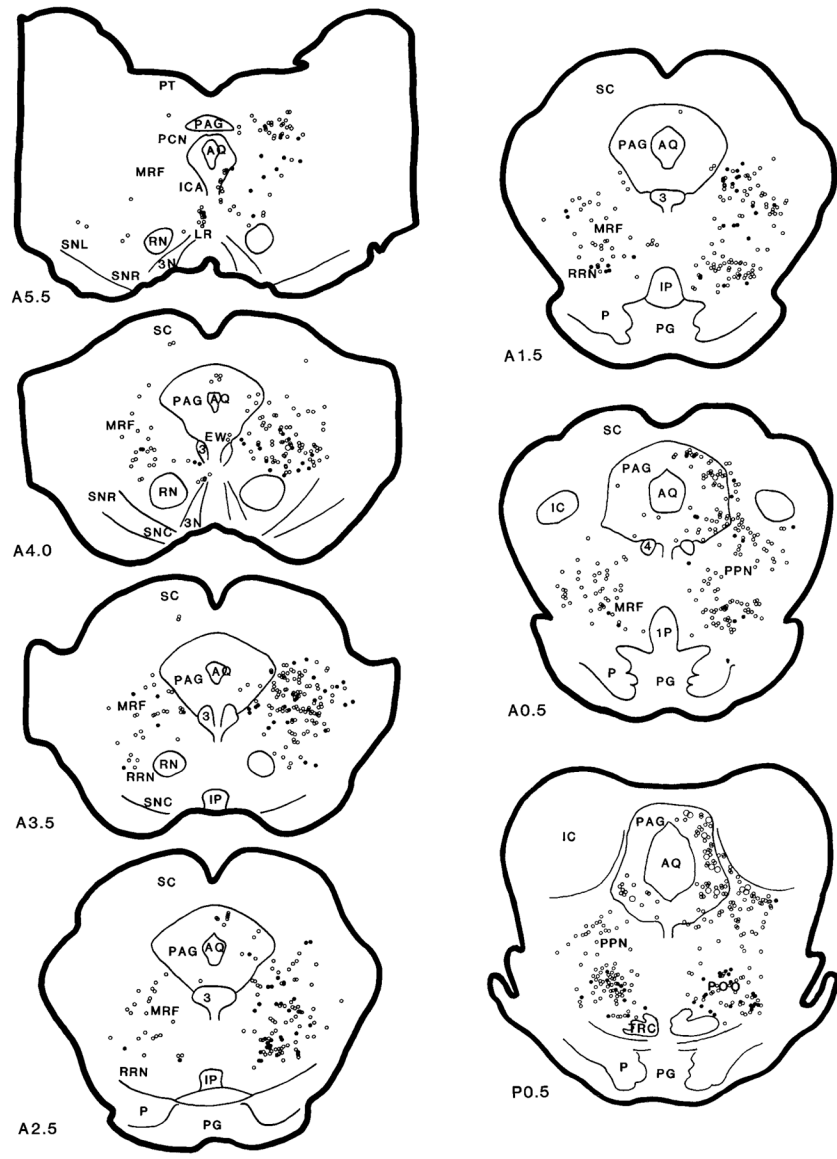 PT
PAG
PCN
AQ
MRF
ICA
SNL
RN
LR
SNR
3N
A5.5
SC
PAG
AQ
MRF
EW
3
RN
SNR
SNC
3N
A4.0
SC
PAG
AQ
MRF
3
RN
RRN
SNC
IP
A3.5
SC
PAG
AQ
3
MRF
RRN
IP
P
PG
A2.5
SC
PAG
AQ
3
MRF
RRN
IP
P
PG
A1.5
SC
PAG
IC
AQ
4
PPN
MRF
1P
P
PG
A0.5
PAG
IC
AQ
PPN
TRC
P
PG
P0.5